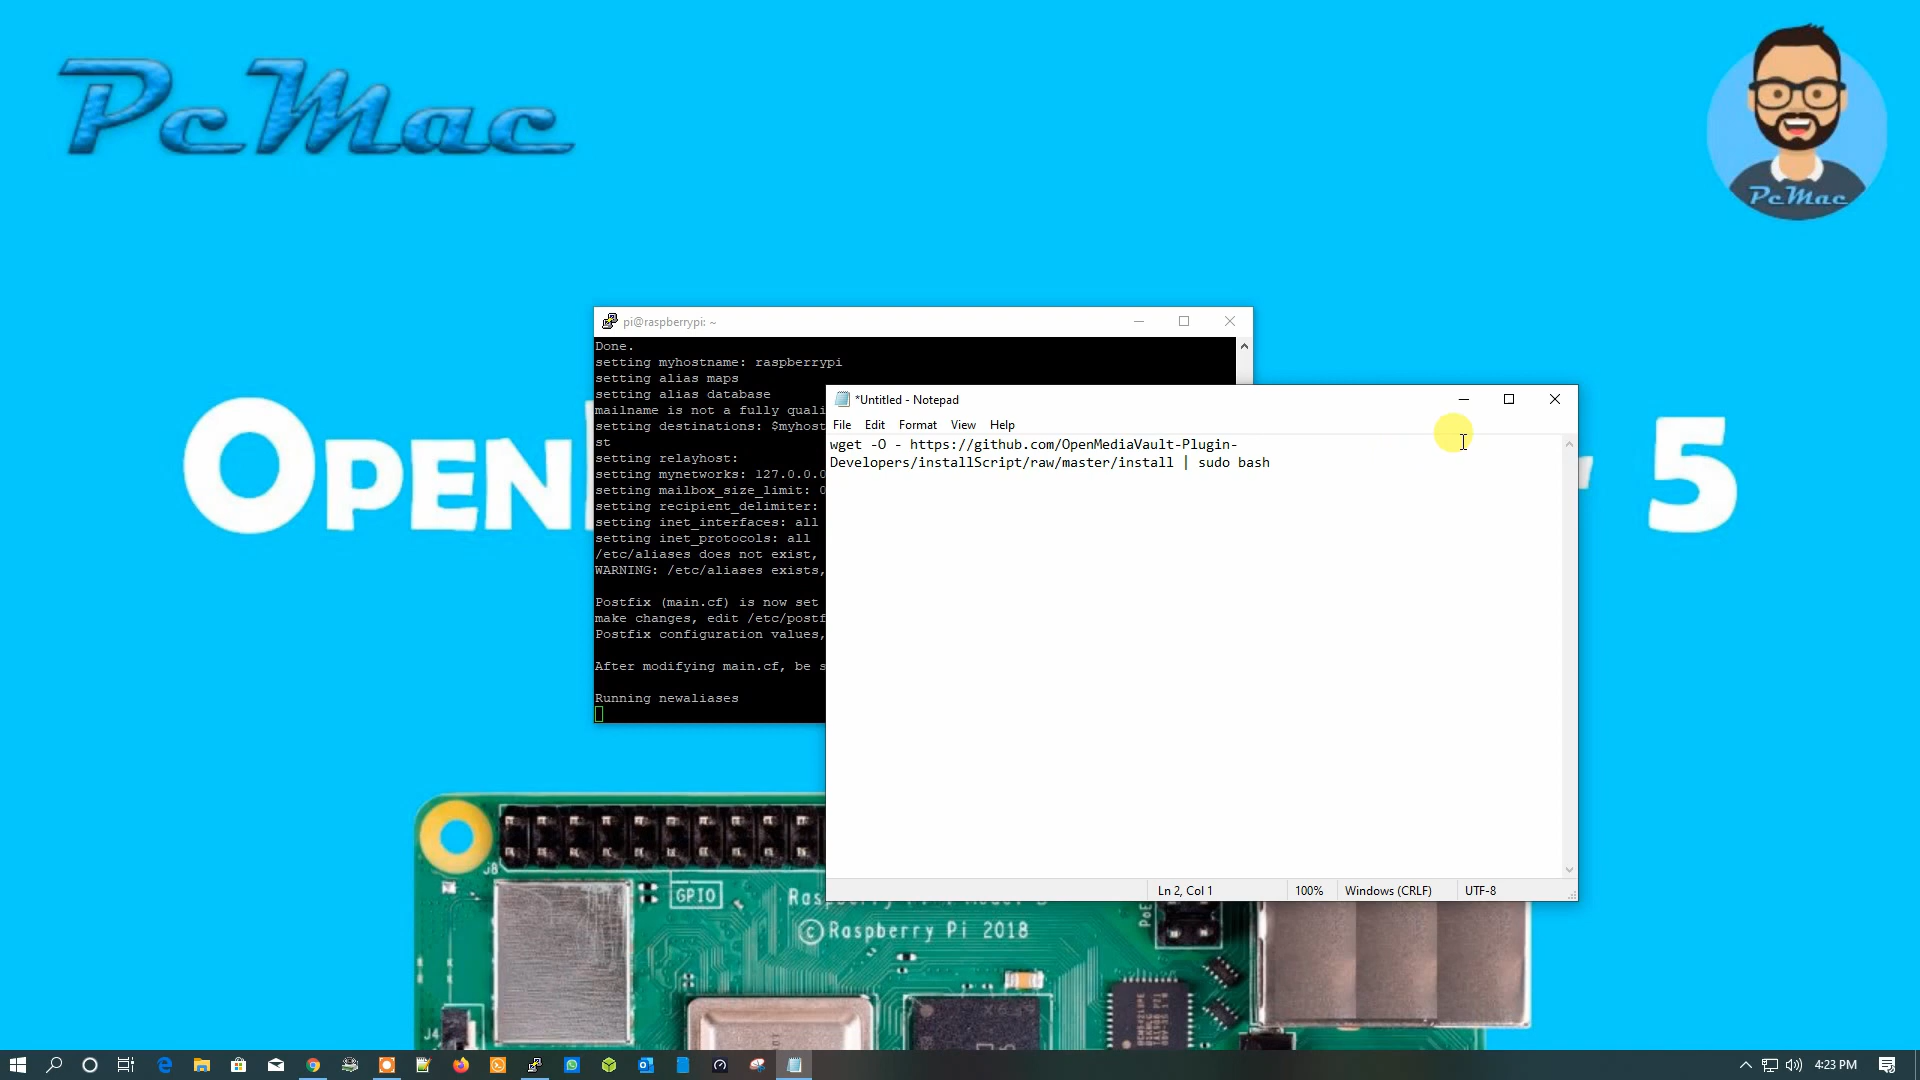 PcMac
PcMac
Open
5
pi@raspberrypi: ~
Done.
setting myhostname: raspberrypi
setting alias maps
setting alias database
mailname is not a fully quali
setting destinations: $myhost
st
setting relayhost:
setting mynetworks: 127.0.0.0
setting mailbox_size_limit: 0
setting recipient_delimiter:
setting inet_interfaces: all
setting inet_protocols: all
/etc/aliases does not exist,
WARNING: /etc/aliases exists,
Postfix (main.cf) is now set
make changes, edit /etc/postf
Postfix configuration values,
After modifying main.cf, be s
Running newaliases
*Untitled - Notepad
File Edit Format View Help
wget -O - https://github.com/OpenMediaVault-Plugin-
Developers/installScript/raw/master/install | sudo bash
Ln 2, Col 1 100% Windows (CRLF) UTF-8
J8
GPIO
Ras
©Raspberry Pi 2018
PoE
J4
4:23 PM